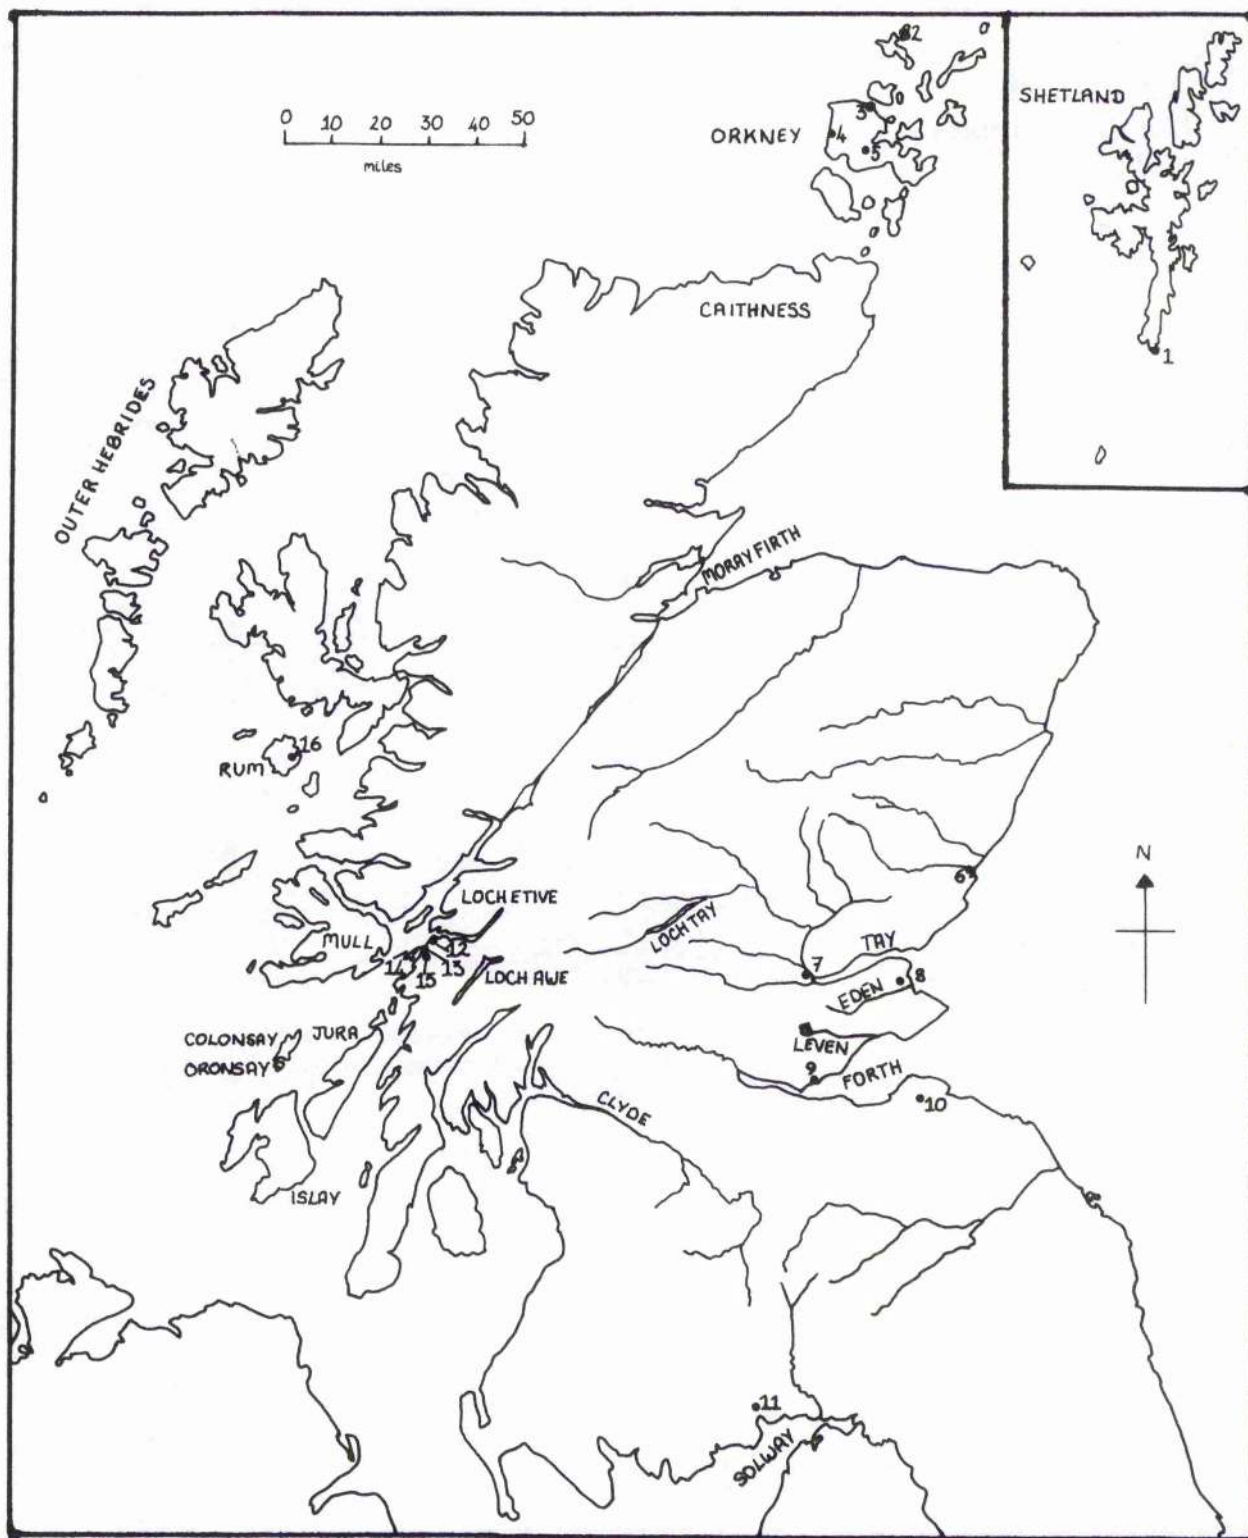 2
SHETLAND
0 10 20 30 40 50
miles
3
ORKNEY
4
5
1
CAITHNESS
OUTER HEBRIDES
MORAY FIRTH
16
RUM
N
6
LOCH ETIVE
LOCH TAY
TAY
MULL
12
14
15
13
LOCH AWE
7
EDEN
8
COLONSAY
JURA
LEVEN
ORONSAY
9
FORTH
10
CLYDE
ISLAY
11
SOLWAY